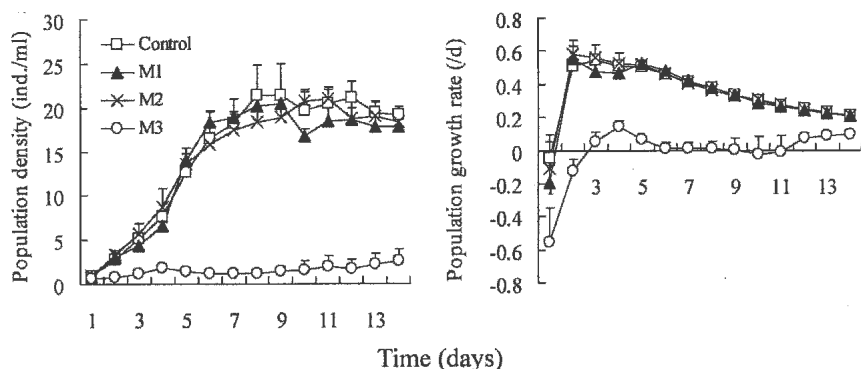 30
25
20
15
10
5
0
Population density (ind./ml)
Control
M1
M2
M3
1 3 5 7 9 11 13
0.8
0.6
0.4
0.2
0
-0.2
-0.4
-0.6
-0.8
Population growth rate (/d)
3 5 7 9 11 13
Time (days)